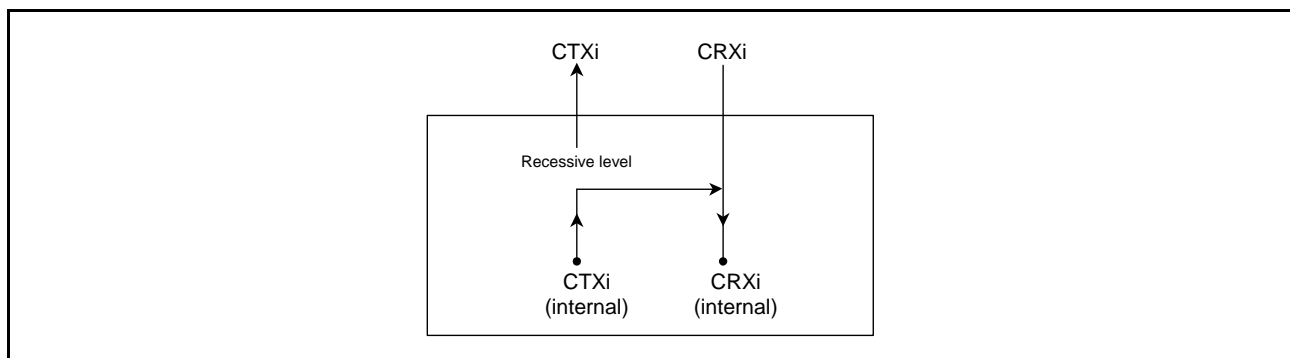 CTXi CRXi
Recessive level
CTXi CRXi
(internal) (internal)